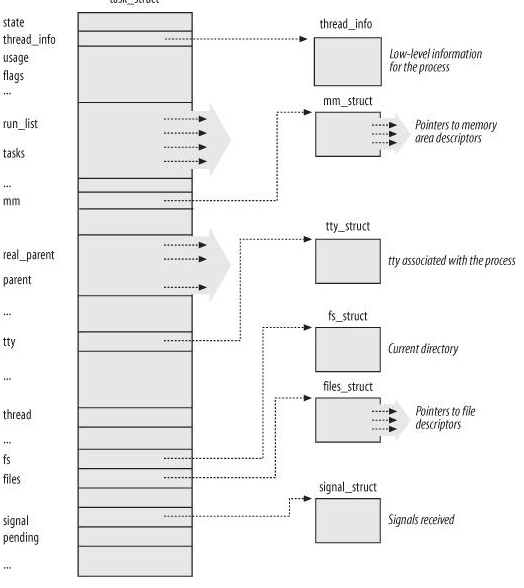 task_struct
state
thread_info
usage
flags
...
run_list
tasks
...
mm
real_parent
parent
...
tty
...
thread
...
fs
files
signal
pending
...
thread_info
Low-level information
for the process
mm_struct
Pointers to memory
area descriptors
tty_struct
tty associated with the process
fs_struct
Current directory
files_struct
Pointers to file
descriptors
signal_struct
Signals received